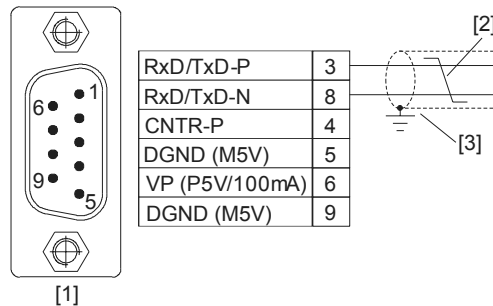 [2]
1
6
9
5
RxD/TxD-P 3
RxD/TxD-N 8
CNTR-P 4
DGND (M5V) 5
VP (P5V/100mA) 6
DGND (M5V) 9
[3]
[1]